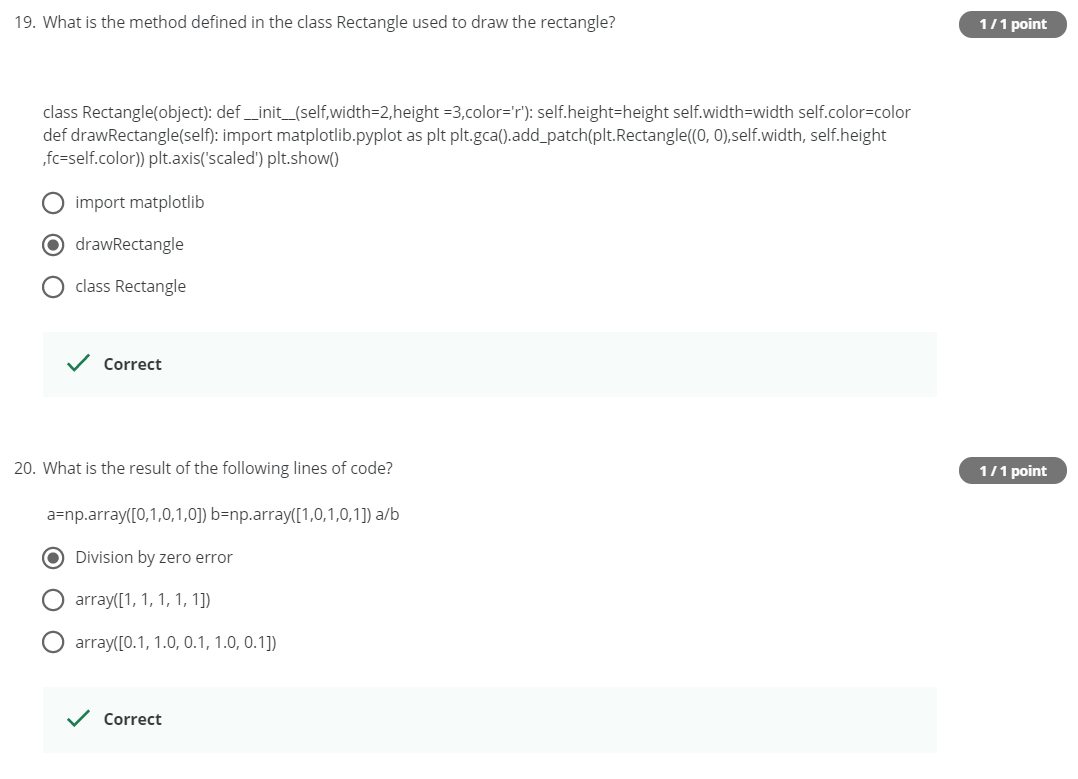 19. What is the method defined in the class Rectangle used to draw the rectangle?
1 / 1 point
class Rectangle(object): def __init__(self,width=2,height =3,color='r'): self.height=height self.width=width self.color=color
def drawRectangle(self): import matplotlib.pyplot as plt plt.gca().add_patch(plt.Rectangle((0, 0),self.width, self.height
,fc=self.color)) plt.axis('scaled') plt.show()
import matplotlib
drawRectangle
class Rectangle
Correct
20. What is the result of the following lines of code?
1 / 1 point
a=np.array([0,1,0,1,0]) b=np.array([1,0,1,0,1]) a/b
Division by zero error
array([1, 1, 1, 1, 1])
array([0.1, 1.0, 0.1, 1.0, 0.1])
Correct